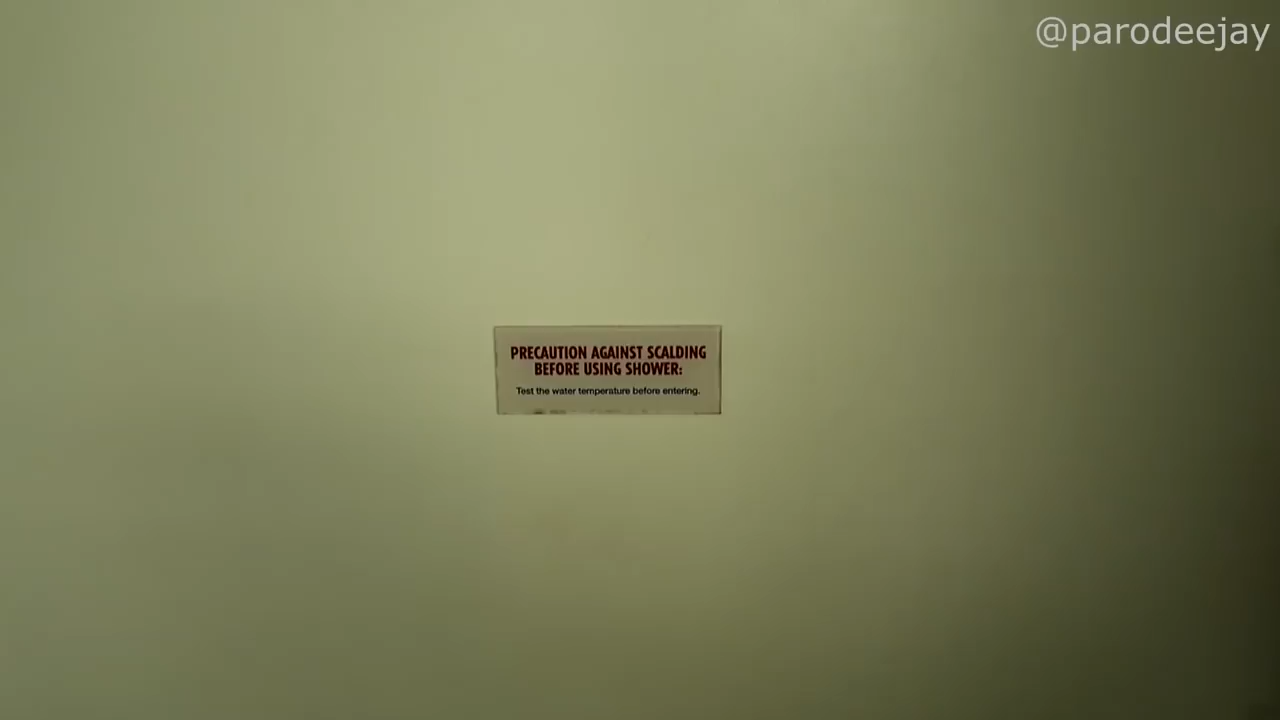 @parodeejay
PRECAUTION AGAINST SCALDING
BEFORE USING SHOWER:
Test the water temperature before entering.